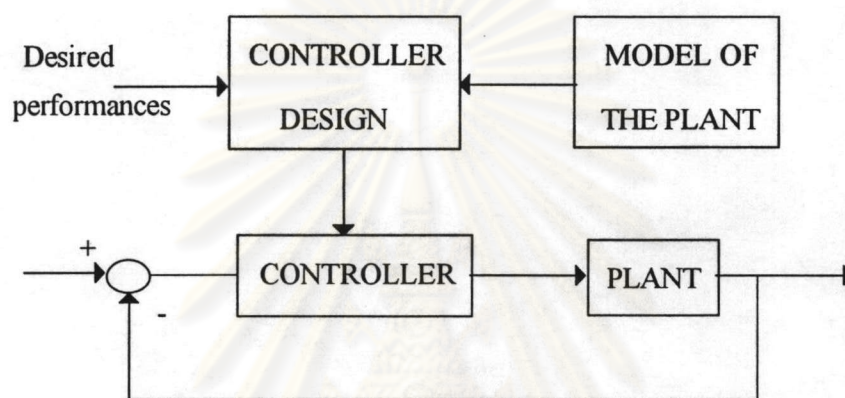 Desired
performances
CONTROLLER
DESIGN
MODEL OF
THE PLANT
+
-
CONTROLLER
PLANT